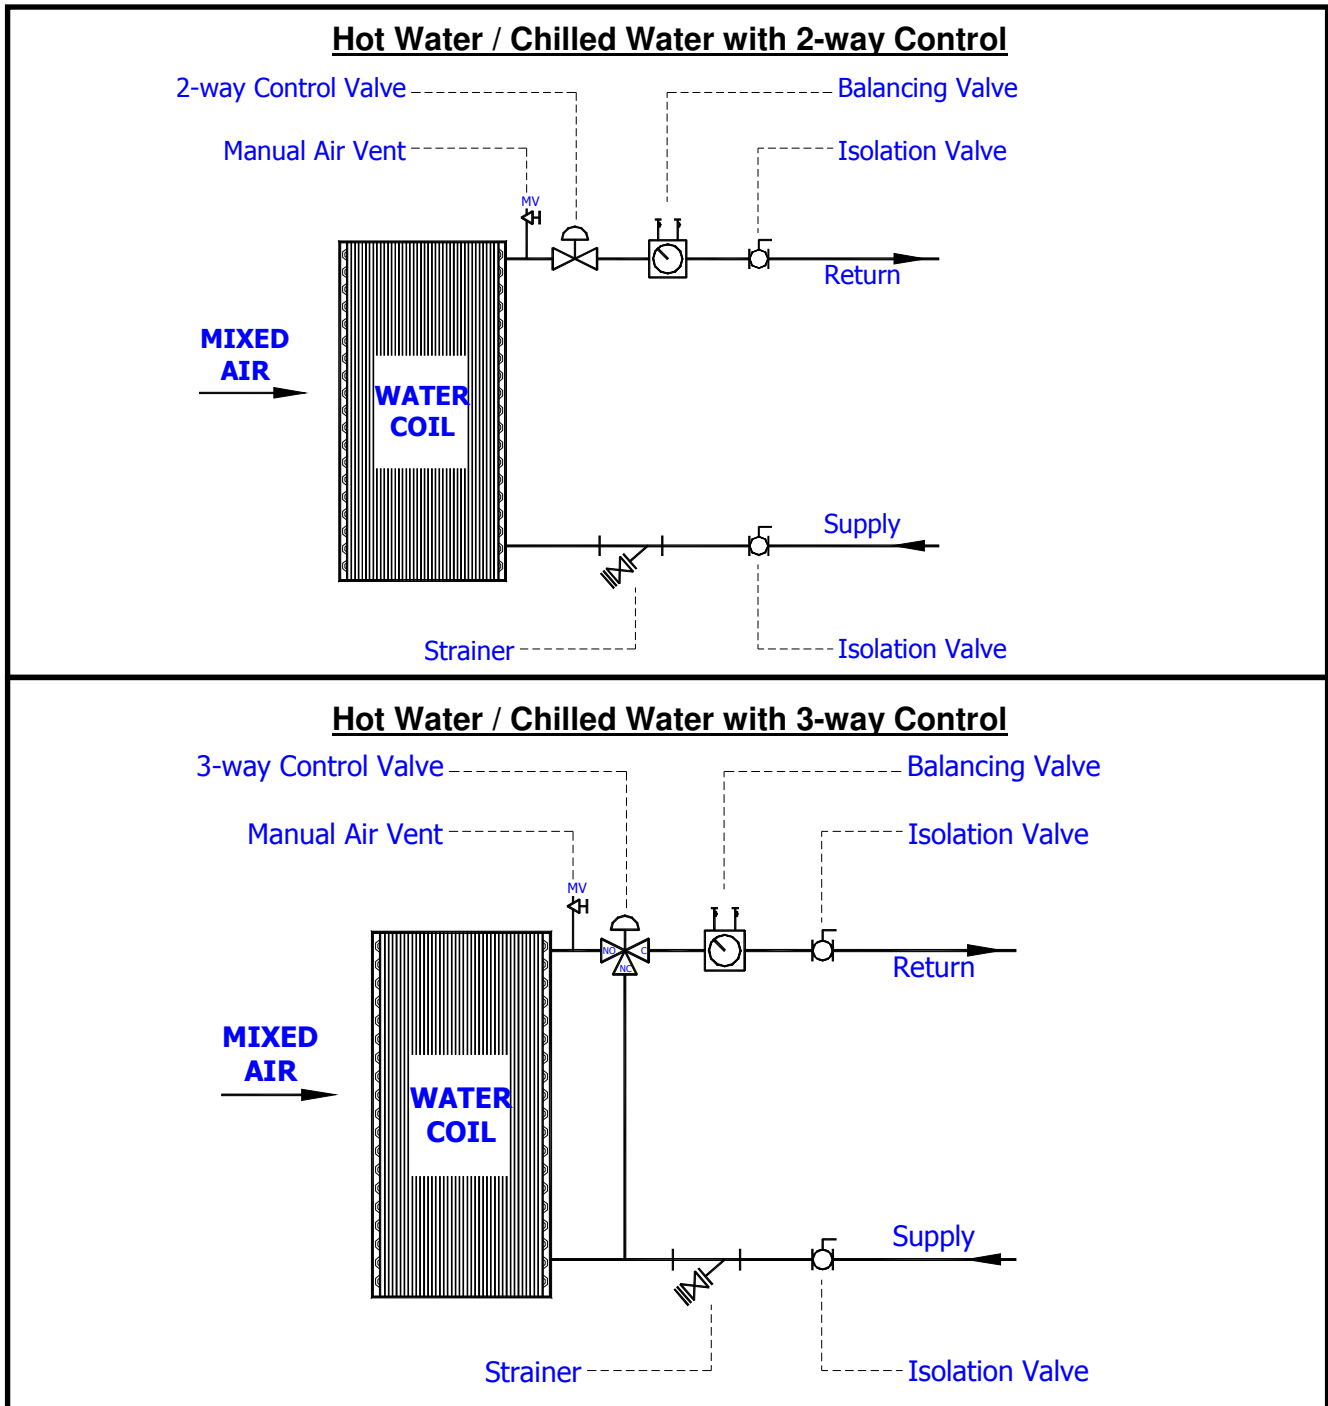 Hot Water / Chilled Water with 2-way Control
2-way Control Valve
Balancing Valve
Manual Air Vent
Isolation Valve
MV
Return
MIXED
AIR
WATER
COIL
Supply
Strainer
Isolation Valve
Hot Water / Chilled Water with 3-way Control
3-way Control Valve
Balancing Valve
Manual Air Vent
Isolation Valve
MV
NO
C
NC
Return
MIXED
AIR
WATER
COIL
Supply
Strainer
Isolation Valve